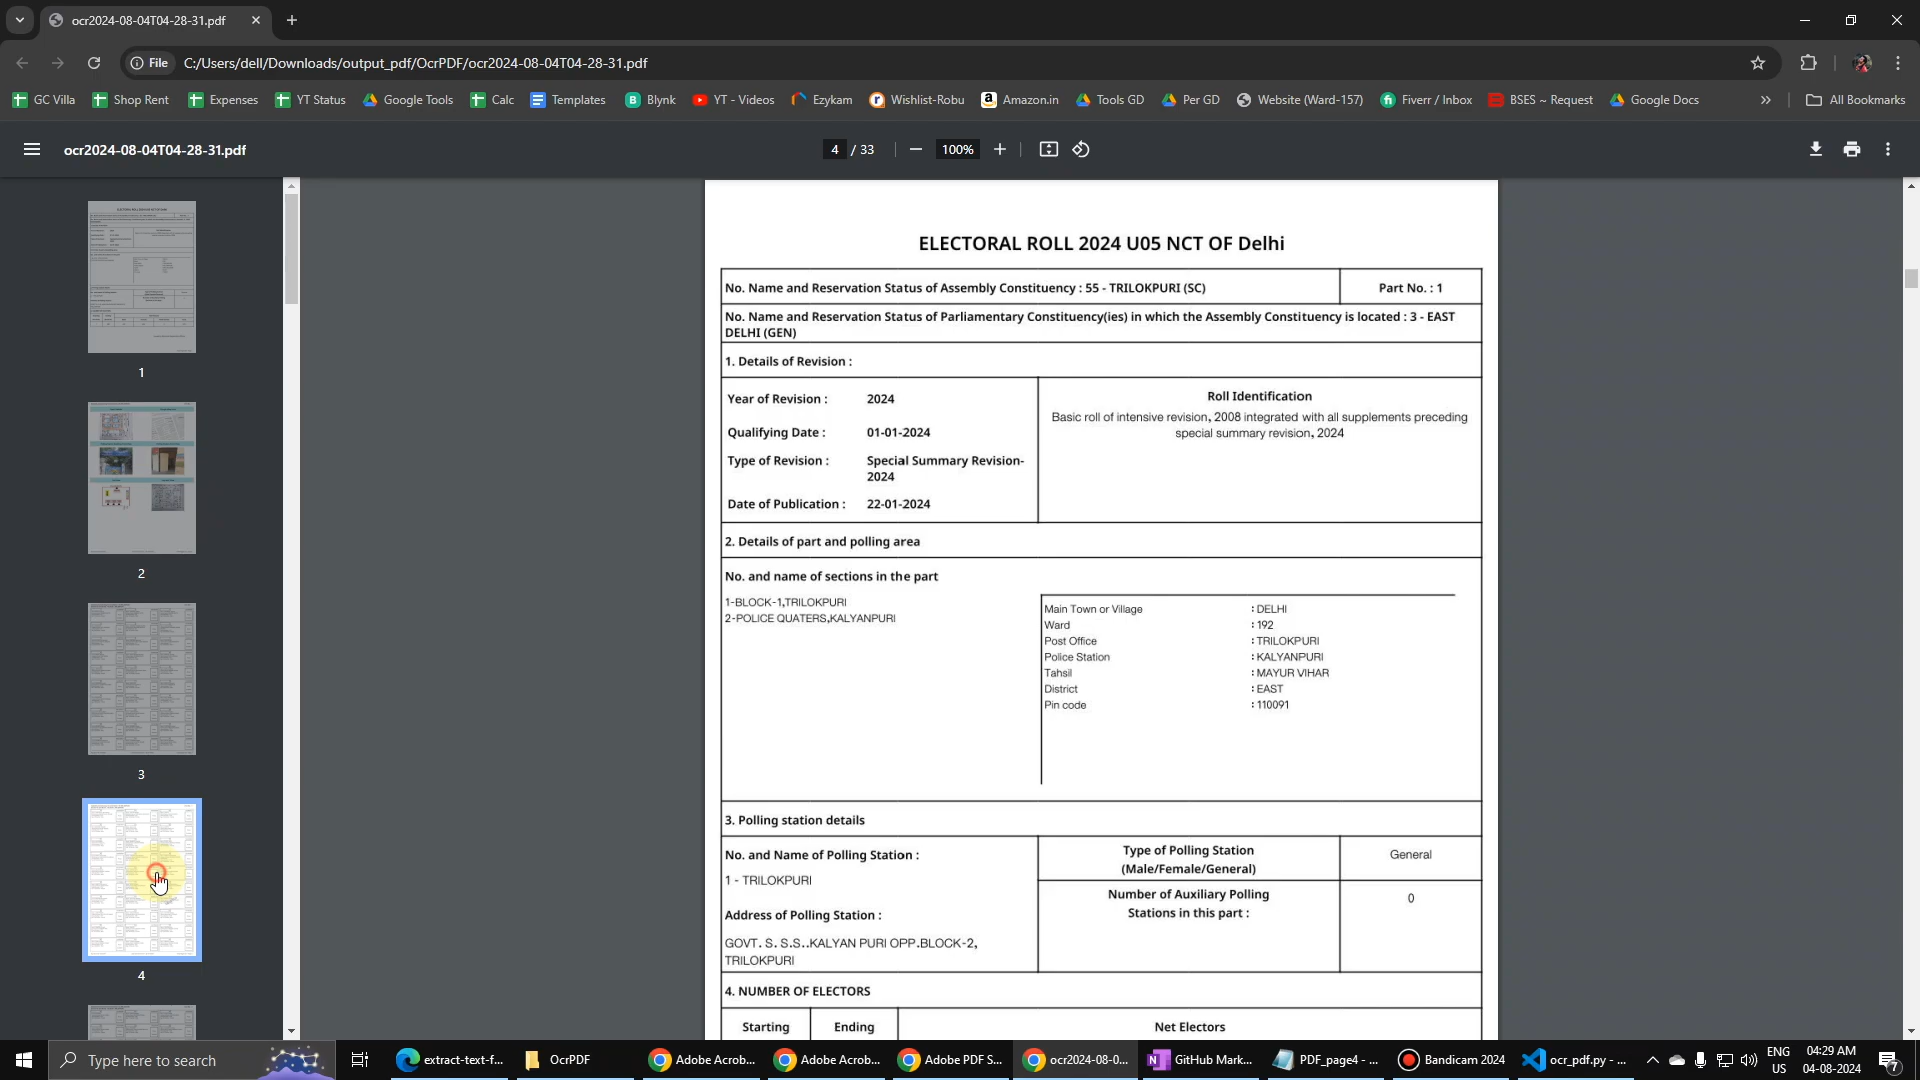 ocr2024-08-04T04-28-31.pdf
File C:/Users/dell/Downloads/output_pdf/OcrPDF/ocr2024-08-04T04-28-31.pdf
GC Villa Shop Rent Expenses YT Status Google Tools Calc Templates Blynk YT - Videos Ezykam Wishlist-Robu Amazon.in Tools GD Per GD Website (Ward-157) Fiverr / Inbox BSES ~ Request Google Docs » All Bookmarks
ocr2024-08-04T04-28-31.pdf 4 / 33 100%
1
2
3
4
ELECTORAL ROLL 2024 U05 NCT OF Delhi
No. Name and Reservation Status of Assembly Constituency : 55 - TRILOKPURI (SC) Part No. : 1
No. Name and Reservation Status of Parliamentary Constituency(ies) in which the Assembly Constituency is located : 3 - EAST
DELHI (GEN)
1. Details of Revision :
Year of Revision : 2024
Qualifying Date : 01-01-2024
Type of Revision : Special Summary Revision-
2024
Date of Publication : 22-01-2024
Roll Identification
Basic roll of intensive revision, 2008 integrated with all supplements preceding
special summary revision, 2024
2. Details of part and polling area
No. and name of sections in the part
1-BLOCK-1,TRILOKPURI
2-POLICE QUATERS,KALYANPURI
Main Town or Village : DELHI
Ward : 192
Post Office : TRILOKPURI
Police Station : KALYANPURI
Tahsil : MAYUR VIHAR
District : EAST
Pin code : 110091
3. Polling station details
No. and Name of Polling Station :
1 - TRILOKPURI
Address of Polling Station :
GOVT. S. S.S..KALYAN PURI OPP.BLOCK-2,
TRILOKPURI
Type of Polling Station
(Male/Female/General)
General
Number of Auxiliary Polling
Stations in this part :
0
4. NUMBER OF ELECTORS
Starting Ending Net Electors
Type here to search extract-text-f... OcrPDF Adobe Acrob... Adobe Acrob... Adobe PDF S... ocr2024-08-0... GitHub Mark... PDF_page4 - ... Bandicam 2024 ocr_pdf.py - ...
ENG
US
04:29 AM
04-08-2024
7